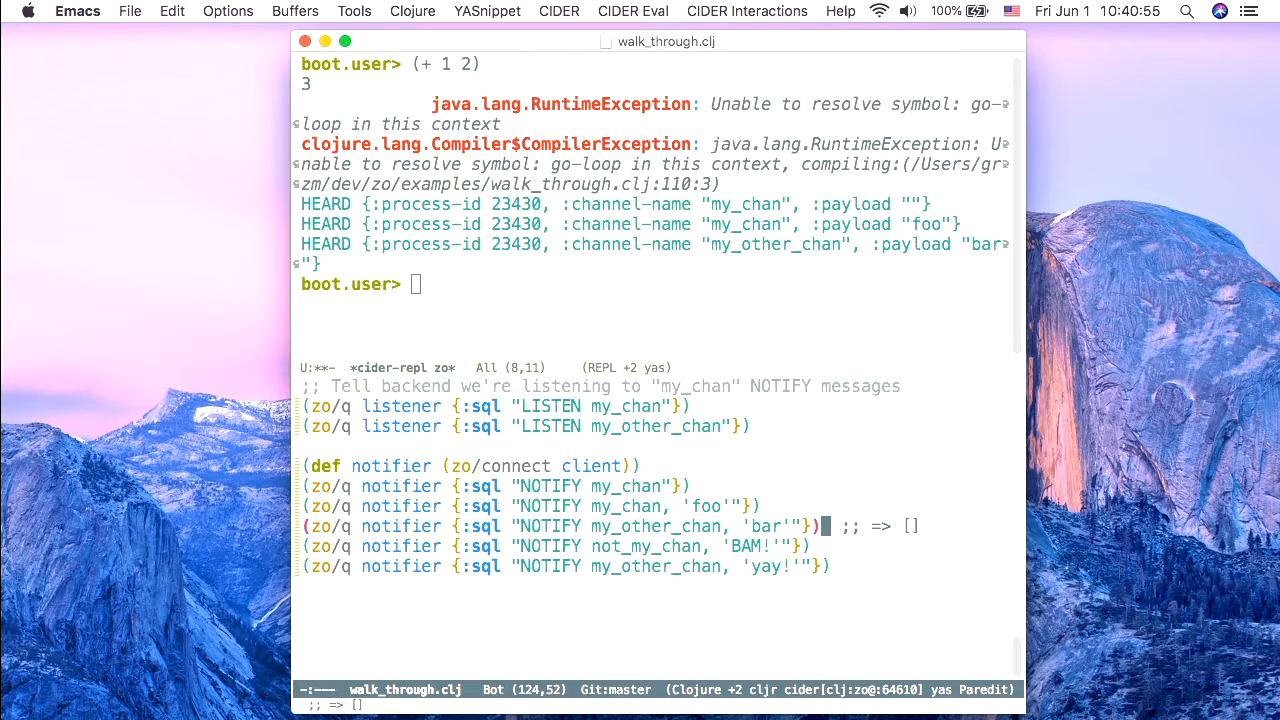 Emacs File Edit Options Buffers Tools Clojure YASnippet CIDER CIDER Eval CIDER Interactions Help 100% Fri Jun 1 10:40:55
walk_through.clj
boot.user> (+ 1 2)
3
java.lang.RuntimeException: Unable to resolve symbol: go-
loop in this context
clojure.lang.Compiler$CompilerException: java.lang.RuntimeException: U
nable to resolve symbol: go-loop in this context, compiling:(/Users/gr
zm/dev/zo/examples/walk_through.clj:110:3)
HEARD {:process-id 23430, :channel-name "my_chan", :payload ""}
HEARD {:process-id 23430, :channel-name "my_chan", :payload "foo"}
HEARD {:process-id 23430, :channel-name "my_other_chan", :payload "bar
"}
boot.user>
U:**- *cider-repl zo* All (8,11) (REPL +2 yas)
;; Tell backend we're listening to "my_chan" NOTIFY messages
(zo/q listener {:sql "LISTEN my_chan"})
(zo/q listener {:sql "LISTEN my_other_chan"})
(def notifier (zo/connect client))
(zo/q notifier {:sql "NOTIFY my_chan"})
(zo/q notifier {:sql "NOTIFY my_chan, 'foo'"})
(zo/q notifier {:sql "NOTIFY my_other_chan, 'bar'"}) ;; => []
(zo/q notifier {:sql "NOTIFY not_my_chan, 'BAM!'"})
(zo/q notifier {:sql "NOTIFY my_other_chan, 'yay!'"})
-:--- walk_through.clj Bot (124,52) Git:master (Clojure +2 cljr cider[clj:zo@:64610] yas Paredit)
;; => []